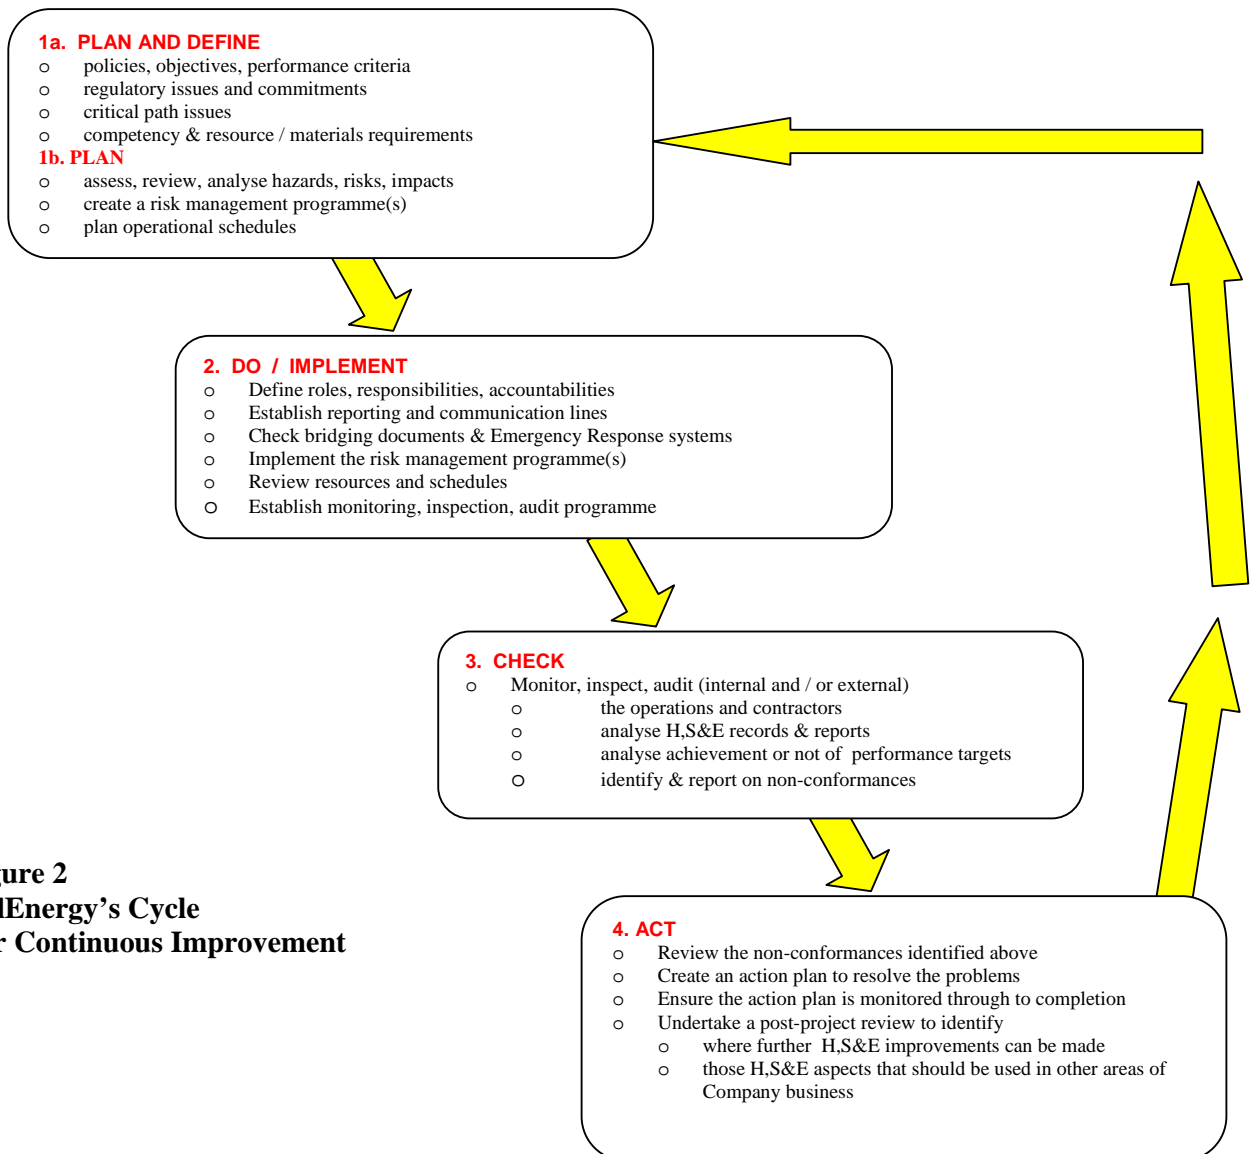 1a. PLAN AND DEFINE
o policies, objectives, performance criteria
o regulatory issues and commitments
o critical path issues
o competency & resource / materials requirements
1b. PLAN
o assess, review, analyse hazards, risks, impacts
o create a risk management programme(s)
o plan operational schedules
2. DO / IMPLEMENT
o Define roles, responsibilities, accountabilities
o Establish reporting and communication lines
o Check bridging documents & Emergency Response systems
o Implement the risk management programme(s)
o Review resources and schedules
o Establish monitoring, inspection, audit programme
3. CHECK
o Monitor, inspect, audit (internal and / or external)
o the operations and contractors
o analyse H,S&E records & reports
o analyse achievement or not of performance targets
o identify & report on non-conformances
gure 2
lEnergy's Cycle
r Continuous Improvement
4. ACT
o Review the non-conformances identified above
o Create an action plan to resolve the problems
o Ensure the action plan is monitored through to completion
o Undertake a post-project review to identify
o where further H,S&E improvements can be made
o those H,S&E aspects that should be used in other areas of
Company business